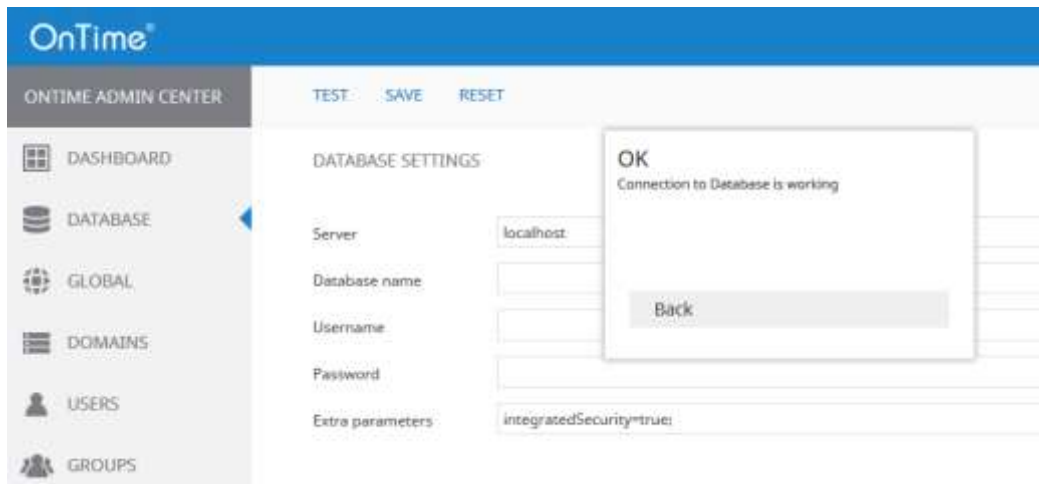 OnTime®
ONTIME ADMIN CENTER
TEST SAVE RESET
DASHBOARD
DATABASE
GLOBAL
DOMAINS
USERS
GROUPS
DATABASE SETTINGS
Server localhost
Database name
Username
Password
Extra parameters integratedSecurity=true;
OK
Connection to Database is working
Back